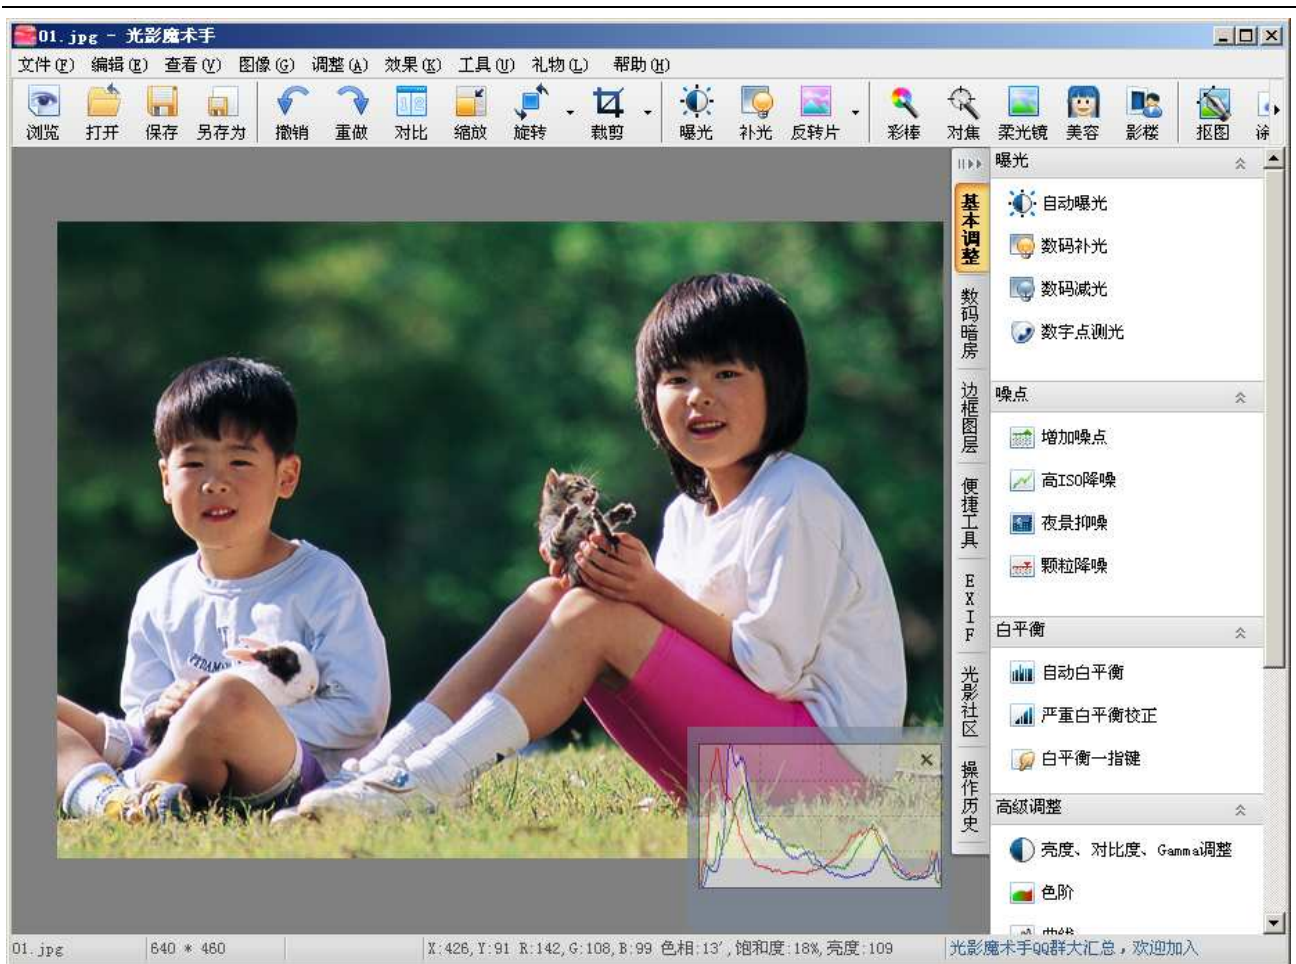 01.jpg - 光影魔术手
文件(F) 编辑(E) 查看(V) 图像(G) 调整(A) 效果(K) 工具(U) 礼物(L) 帮助(H)
浏览 打开 保存 另存为 撤销 重做 对比 缩放 旋转 裁剪 曝光 补光 反转片 彩棒 对焦 柔光镜 美容 影楼 抠图 涂
基本调整
数码暗房
边框图层
便捷工具
EXIF
光影社区
操作历史
曝光
自动曝光
数码补光
数码减光
数字点测光
噪点
增加噪点
高ISO降噪
夜景抑噪
颗粒降噪
白平衡
自动白平衡
严重白平衡校正
白平衡一指键
高级调整
亮度、对比度、Gamma调整
色阶
曲线
01.jpg 640 * 460 X:426,Y:91 R:142,G:108,B:99 色相:13′,饱和度:18%,亮度:109 光影魔术手QQ群大汇总，欢迎加入